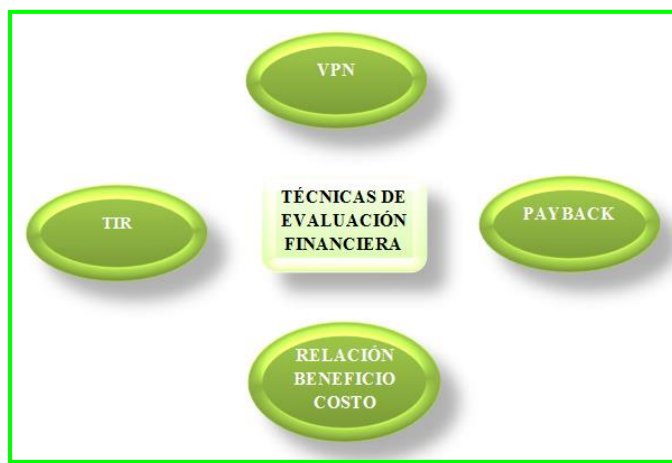 VPN
TÉCNICAS DE
EVALUACIÓN
FINANCIERA
TIR
PAYBACK
RELACIÓN
BENEFICIO
COSTO